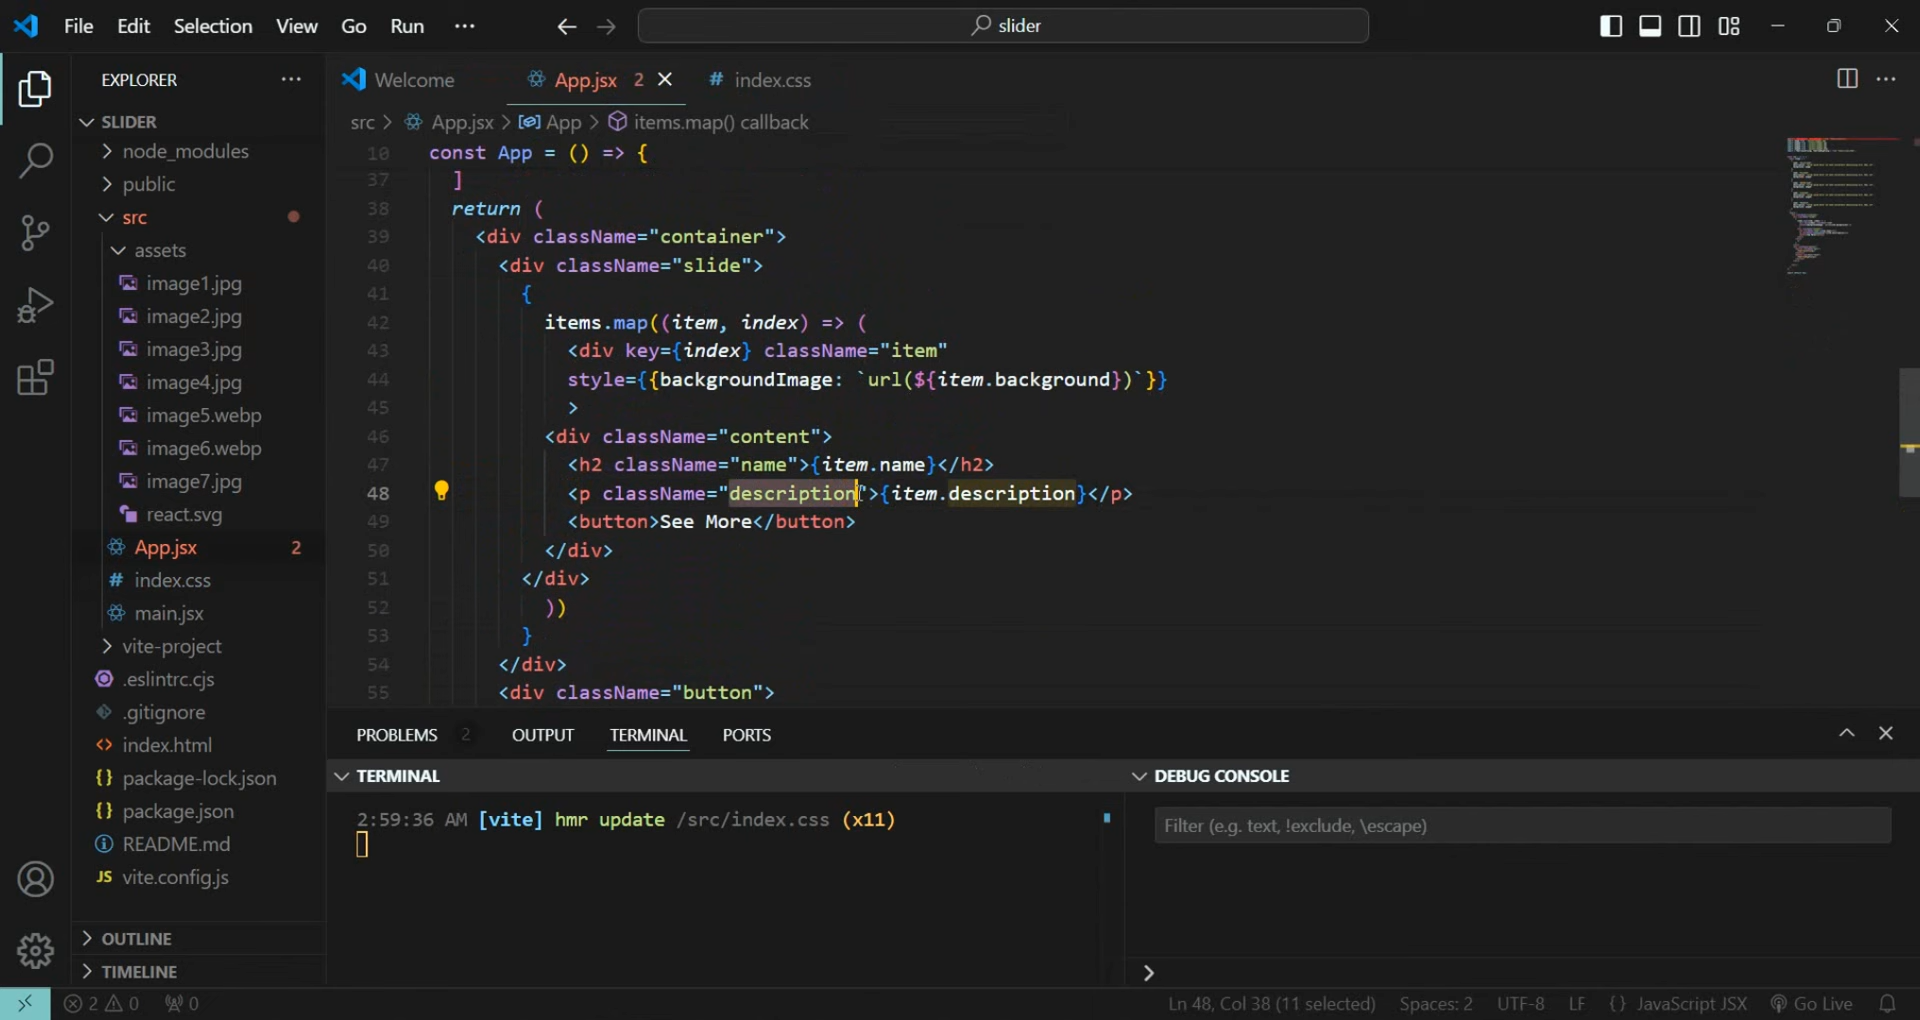 File Edit Selection View Go Run ··· slider
EXPLORER ···
SLIDER
node_modules
public
src
assets
image1.jpg
image2.jpg
image3.jpg
image4.jpg
image5.webp
image6.webp
image7.jpg
react.svg
App.jsx 2
index.css
main.jsx
vite-project
.eslintrc.cjs
.gitignore
index.html
package-lock.json
package.json
README.md
vite.config.js
OUTLINE
TIMELINE
Welcome App.jsx 2 index.css
src > App.jsx > App > items.map() callback
10 const App = () => {
37 ]
38 return (
39 <div className="container">
40 <div className="slide">
41 {
42 items.map((item, index) => (
43 <div key={index} className="item"
44 style={{backgroundImage: `url(${item.background})`}}
45 >
46 <div className="content">
47 <h2 className="name">{item.name}</h2>
48 <p className="description">{item.description}</p>
49 <button>See More</button>
50 </div>
51 </div>
52 ))
53 }
54 </div>
55 <div className="button">
PROBLEMS 2 OUTPUT TERMINAL PORTS
TERMINAL
2:59:36 AM [vite] hmr update /src/index.css (x11)
DEBUG CONSOLE
Filter (e.g. text, !exclude, \escape)
2 0 0 Ln 48, Col 38 (11 selected) Spaces: 2 UTF-8 LF {} JavaScript JSX Go Live